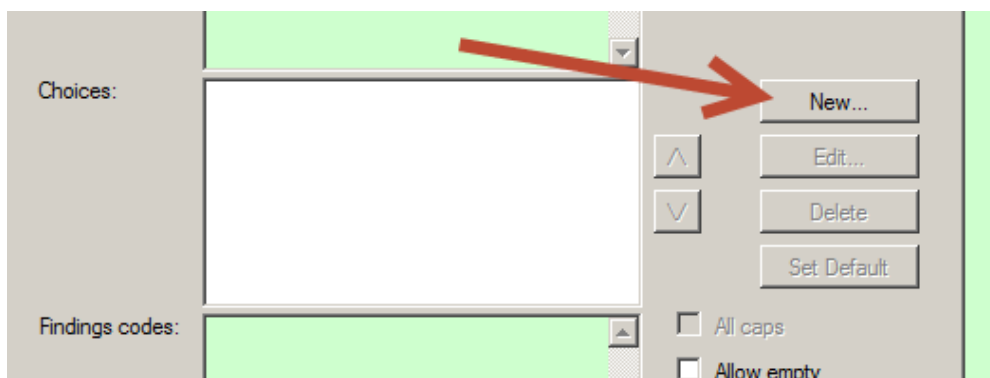 Choices:
New...
Edit...
Delete
Set Default
Findings codes:
All caps
Allow empty